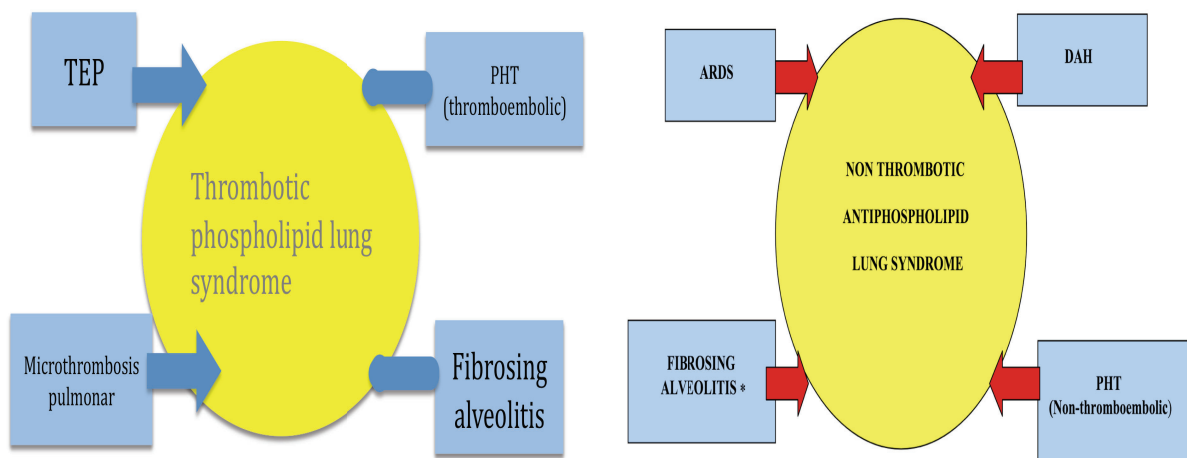 TEP
PHT
(thromboembolic)
Thrombotic
phospholipid lung
syndrome
Microthrombosis
pulmonar
Fibrosing
alveolitis
ARDS
DAH
NON THROMBOTIC
ANTIPHOSPHOLIPID
LUNG SYNDROME
FIBROSING
ALVEOLITIS *
PHT
(Non-thromboembolic)